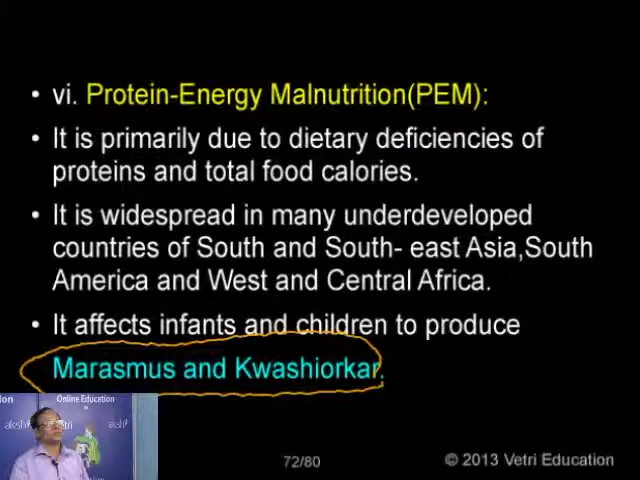 • vi. Protein-Energy Malnutrition(PEM):
• It is primarily due to dietary deficiencies of
proteins and total food calories.
• It is widespread in many underdeveloped
countries of South and South- east Asia,South
America and West and Central Africa.
• It affects infants and children to produce
Marasmus and Kwashiorkar.
Online Education
72/80
© 2013 Vetri Education